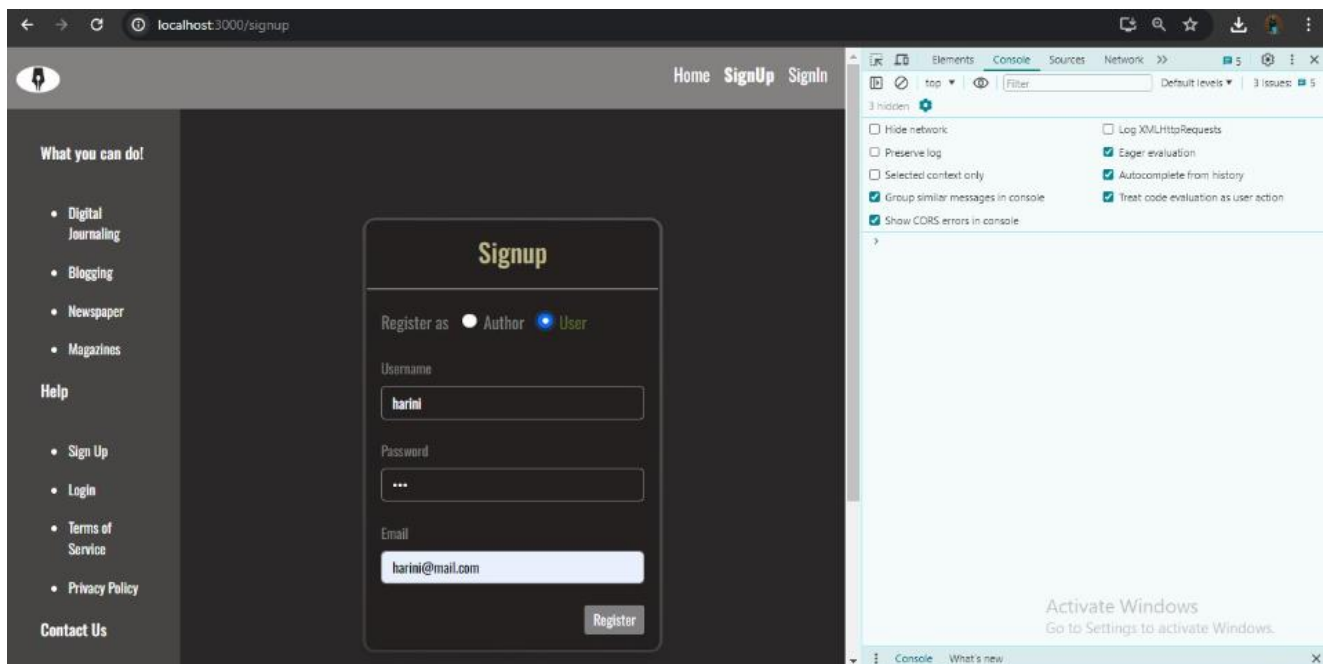 localhost:3000/signup
Home SignUp SignIn
What you can do!
Digital
Journaling
Blogging
Newspaper
Magazines
Help
Sign Up
Login
Terms of
Service
Privacy Policy
Contact Us
Signup
Register as Author User
Username
harini
Password
•••
Email
harini@mail.com
Register
Elements Console Sources Network >> 5
top Filter Default levels 3 Issues: 5
3 hidden
Hide network Log XMLHttpRequests
Preserve log Eager evaluation
Selected context only Autocomplete from history
Group similar messages in console Treat code evaluation as user action
Show CORS errors in console
Activate Windows
Go to Settings to activate Windows.
Console What's new